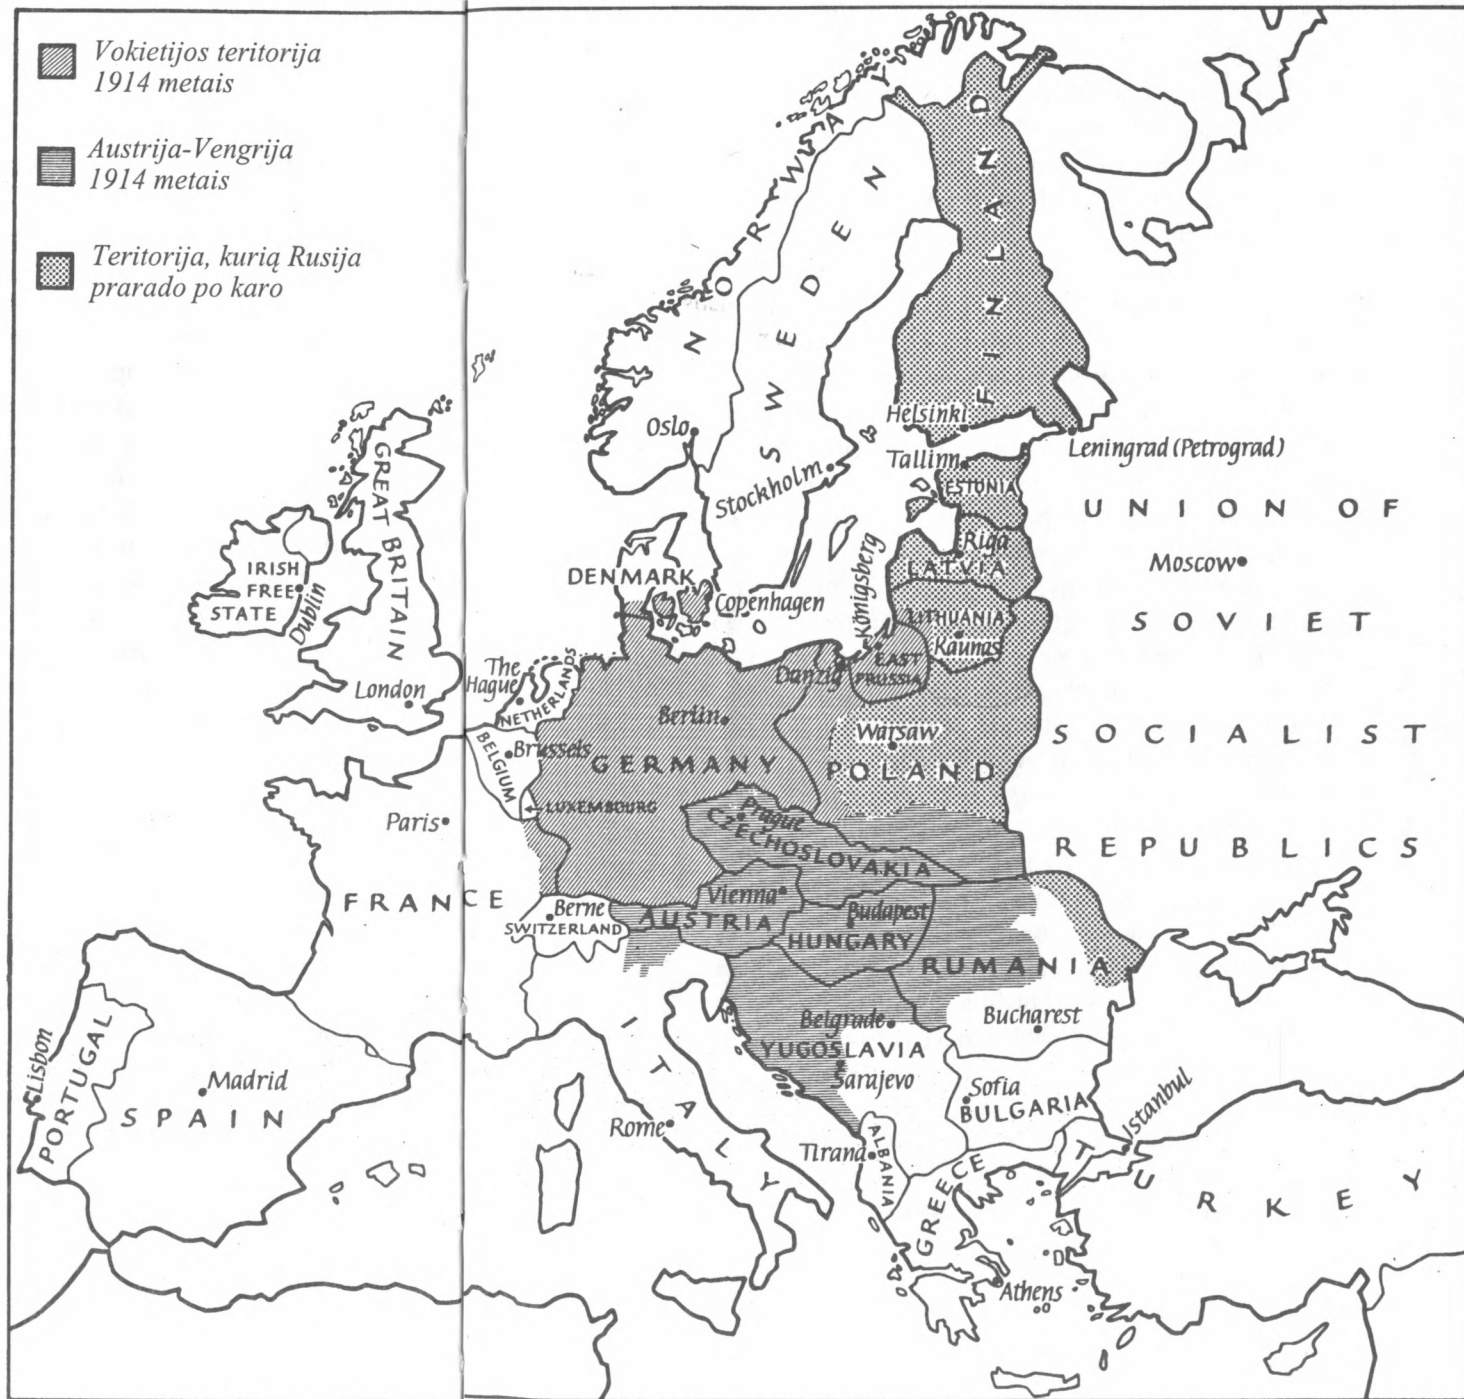 Vokietijos teritorija
1914 metais
Austrija-Vengrija
1914 metais
Teritorija, kurią Rusija
prarado po karo
NORWAY
SWEDEN
FINLAND
Oslo
Stockholm
Helsinki
Leningrad (Petrograd)
Tallinn
ESTONIA
Riga
LATVIA
LITHUANIA
Kaunas
Königsberg
EAST
PRUSSIA
Danzig
UNION OF
Moscow
SOVIET
SOCIALIST
REPUBLICS
GREAT BRITAIN
IRISH
FREE
STATE
Dublin
London
DENMARK
Copenhagen
The
Hague
NETHERLANDS
Brussels
BELGIUM
LUXEMBOURG
Berlin
GERMANY
Warsaw
POLAND
Prague
CZECHOSLOVAKIA
Paris
FRANCE
Berne
SWITZERLAND
Vienna
AUSTRIA
Budapest
HUNGARY
RUMANIA
Bucharest
Belgrade
YUGOSLAVIA
Sarajevo
Sofia
BULGARIA
Lisbon
PORTUGAL
Madrid
SPAIN
ITALY
Rome
Tirana
ALBANIA
GREECE
Athens
Istanbul
TURKEY